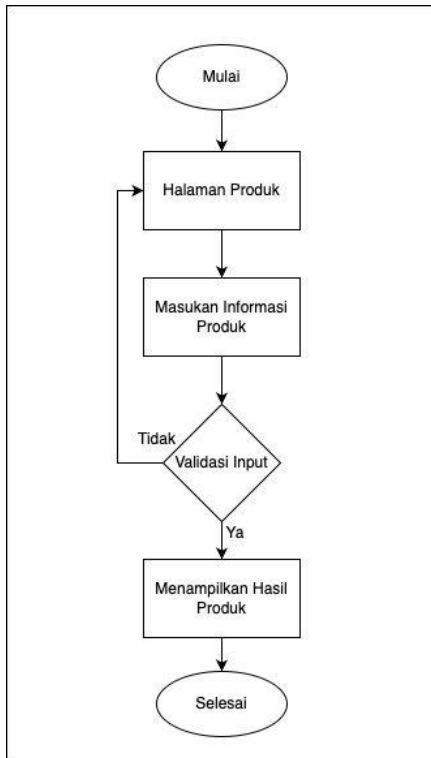 Mulai
Halaman Produk
Masukan Informasi
Produk
Tidak
Validasi Input
Ya
Menampilkan Hasil
Produk
Selesai